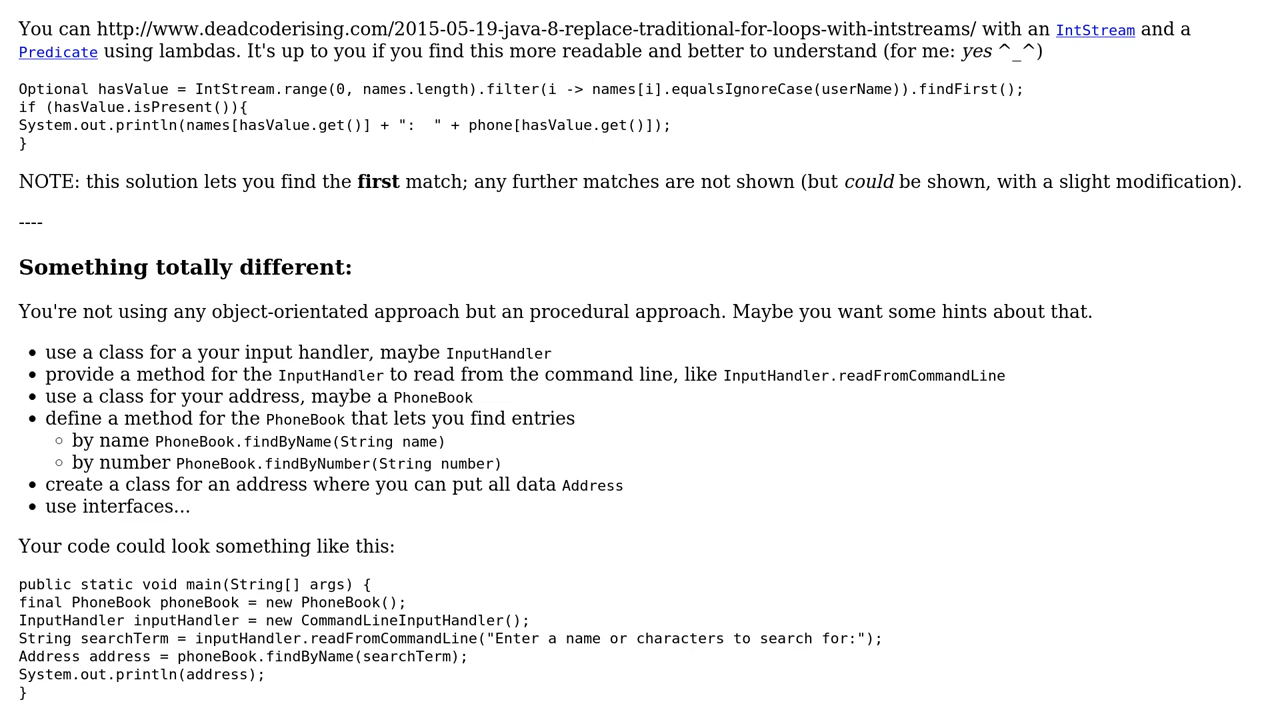 You can http://www.deadcoderising.com/2015-05-19-java-8-replace-traditional-for-loops-with-intstreams/ with an IntStream and a
Predicate using lambdas. It's up to you if you find this more readable and better to understand (for me: yes ^_^)
Optional hasValue = IntStream.range(0, names.length).filter(i -> names[i].equalsIgnoreCase(userName)).findFirst();
if (hasValue.isPresent()){
System.out.println(names[hasValue.get()] + ":  " + phone[hasValue.get()]);
}
NOTE: this solution lets you find the first match; any further matches are not shown (but could be shown, with a slight modification).
----
Something totally different:
You're not using any object-orientated approach but an procedural approach. Maybe you want some hints about that.
• use a class for a your input handler, maybe InputHandler
• provide a method for the InputHandler to read from the command line, like InputHandler.readFromCommandLine
• use a class for your address, maybe a PhoneBook
• define a method for the PhoneBook that lets you find entries
◦ by name PhoneBook.findByName(String name)
◦ by number PhoneBook.findByNumber(String number)
• create a class for an address where you can put all data Address
• use interfaces...
Your code could look something like this:
public static void main(String[] args) {
final PhoneBook phoneBook = new PhoneBook();
InputHandler inputHandler = new CommandLineInputHandler();
String searchTerm = inputHandler.readFromCommandLine("Enter a name or characters to search for:");
Address address = phoneBook.findByName(searchTerm);
System.out.println(address);
}